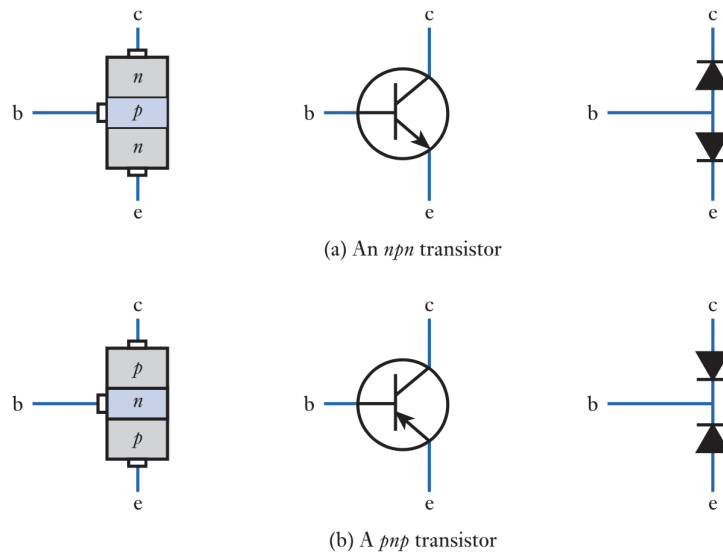 c c c
n
b p b b
n
e e e
(a) An npn transistor
c c c
p
b n b b
p
e e e
(b) A pnp transistor